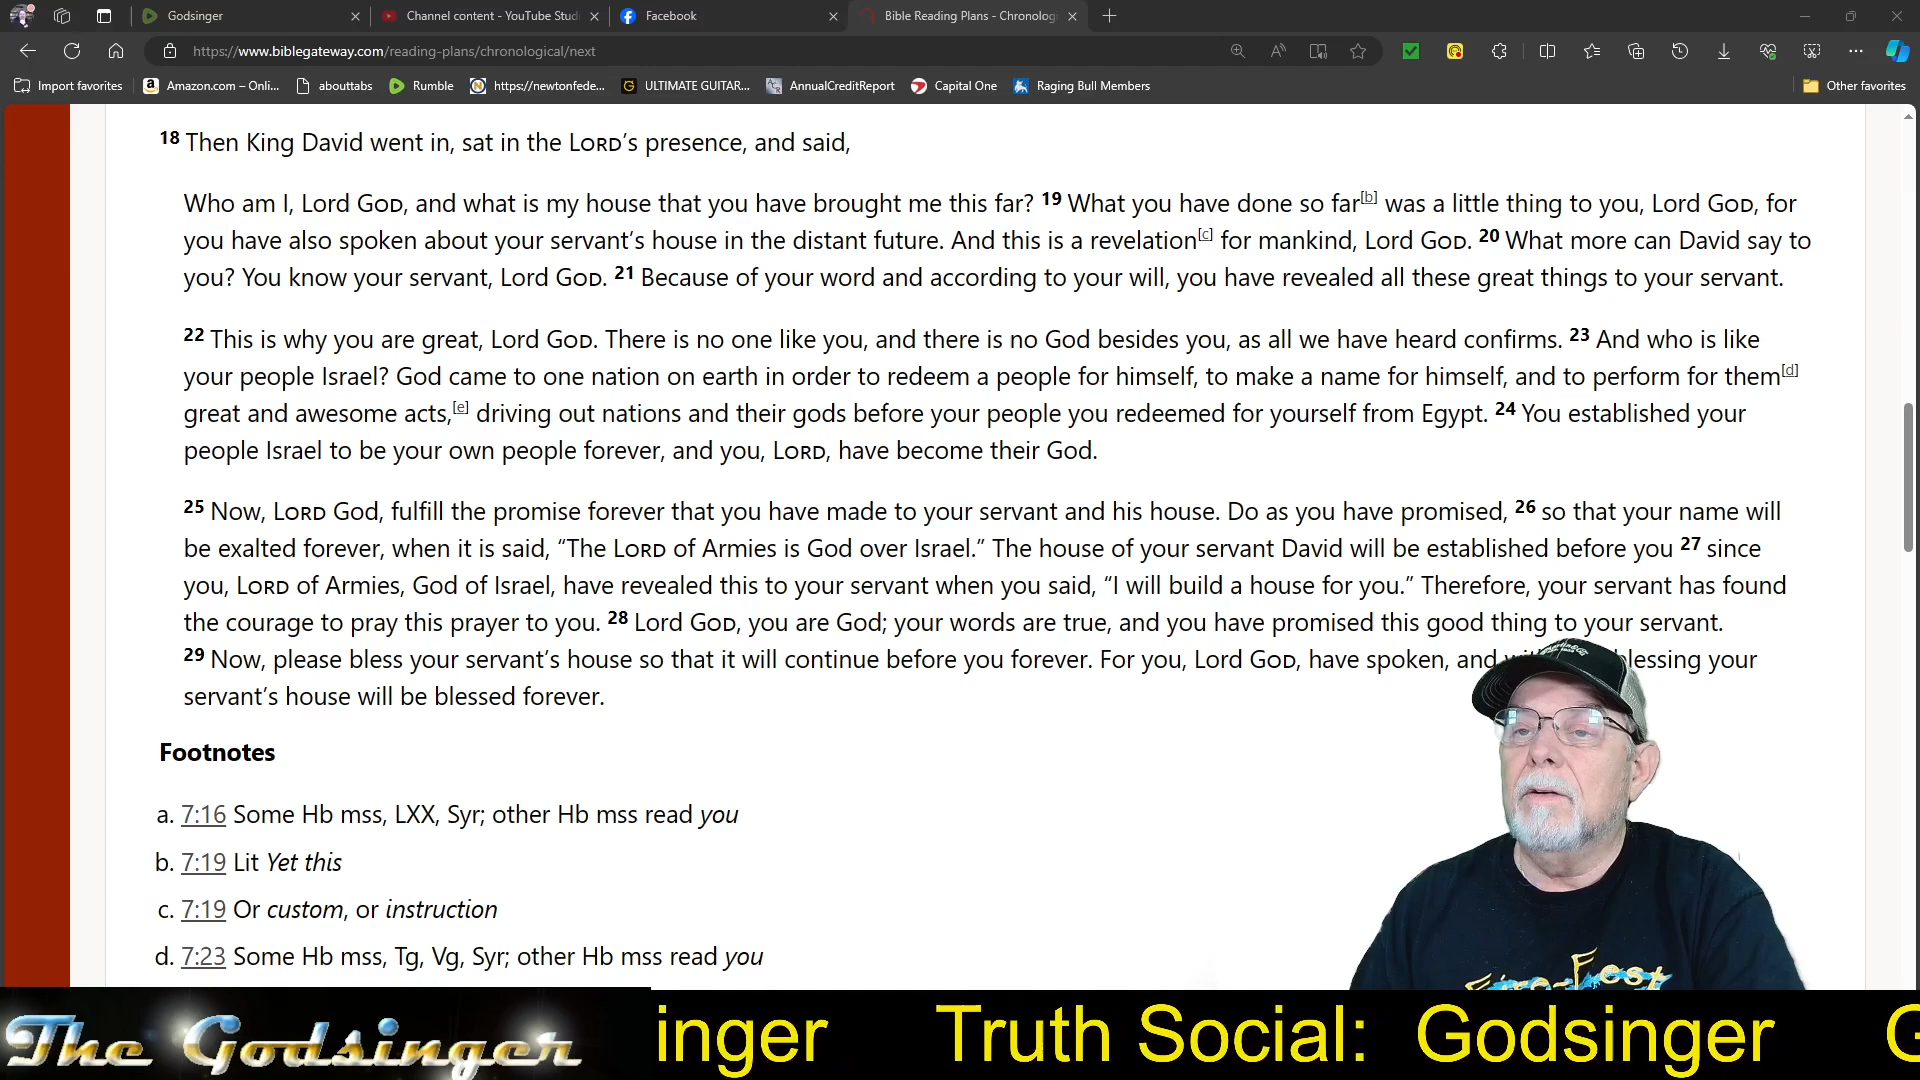 Godsinger
Channel content - YouTube Stud
Facebook
Bible Reading Plans - Chronolog
https://www.biblegateway.com/reading-plans/chronological/next
Import favorites
Amazon.com – Onli...
abouttabs
Rumble
https://newtonfede...
ULTIMATE GUITAR...
AnnualCreditReport
Capital One
Raging Bull Members
Other favorites
18 Then King David went in, sat in the LORD’s presence, and said,
Who am I, Lord GOD, and what is my house that you have brought me this far? 19 What you have done so far[b] was a little thing to you, Lord GOD, for
you have also spoken about your servant’s house in the distant future. And this is a revelation[c] for mankind, Lord GOD. 20 What more can David say to
you? You know your servant, Lord GOD. 21 Because of your word and according to your will, you have revealed all these great things to your servant.
22 This is why you are great, Lord GOD. There is no one like you, and there is no God besides you, as all we have heard confirms. 23 And who is like
your people Israel? God came to one nation on earth in order to redeem a people for himself, to make a name for himself, and to perform for them[d]
great and awesome acts,[e] driving out nations and their gods before your people you redeemed for yourself from Egypt. 24 You established your
people Israel to be your own people forever, and you, LORD, have become their God.
25 Now, LORD God, fulfill the promise forever that you have made to your servant and his house. Do as you have promised, 26 so that your name will
be exalted forever, when it is said, “The LORD of Armies is God over Israel.” The house of your servant David will be established before you 27 since
you, LORD of Armies, God of Israel, have revealed this to your servant when you said, “I will build a house for you.” Therefore, your servant has found
the courage to pray this prayer to you. 28 Lord GOD, you are God; your words are true, and you have promised this good thing to your servant.
29 Now, please bless your servant’s house so that it will continue before you forever. For you, Lord GOD, have spoken, and lessing your
servant’s house will be blessed forever.
Footnotes
a. 7:16 Some Hb mss, LXX, Syr; other Hb mss read you
b. 7:19 Lit Yet this
c. 7:19 Or custom, or instruction
d. 7:23 Some Hb mss, Tg, Vg, Syr; other Hb mss read you
The Godsinger
inger Truth Social: Godsinger G